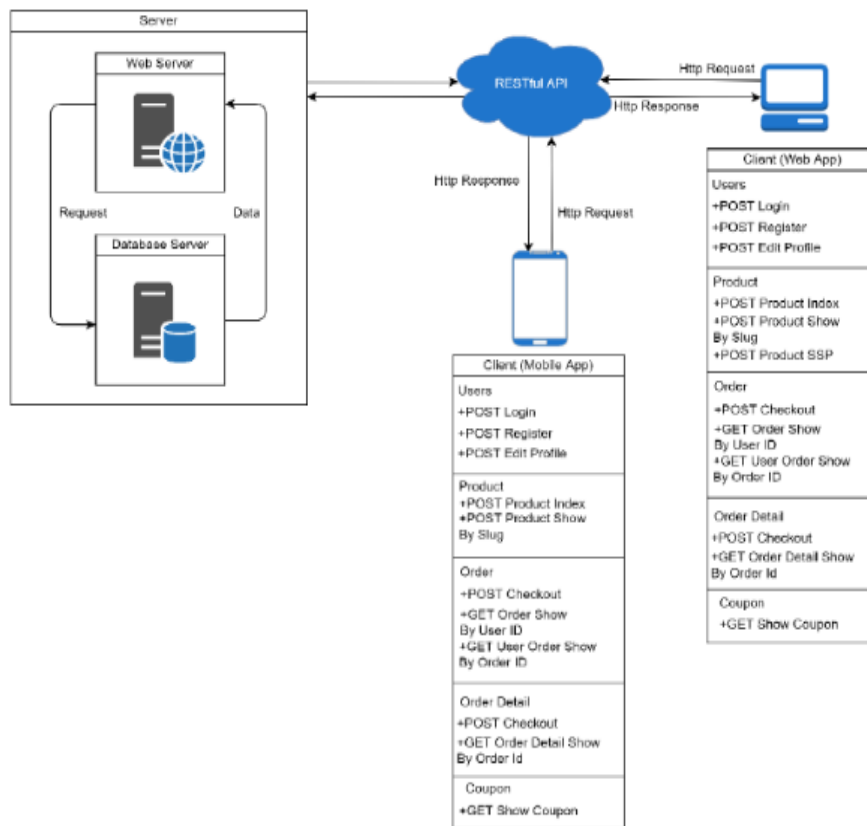 Server
Web Server
Request
Data
Database Server
RESTful API
Http Request
Http Response
Http Response
Http Request
Client (Web App)
Users
+POST Login
+POST Register
+POST Edit Profile
Product
+POST Product Index
+POST Product Show
By Slug
+POST Product SSP
Order
+POST Checkout
+GET Order Show
By User ID
+GET User Order Show
By Order ID
Order Detail
+POST Checkout
+GET Order Detail Show
By Order Id
Coupon
+GET Show Coupon
Client (Mobile App)
Users
+POST Login
+POST Register
+POST Edit Profile
Product
+POST Product Index
+POST Product Show
By Slug
Order
+POST Checkout
+GET Order Show
By User ID
+GET User Order Show
By Order ID
Order Detail
+POST Checkout
+GET Order Detail Show
By Order Id
Coupon
+GET Show Coupon